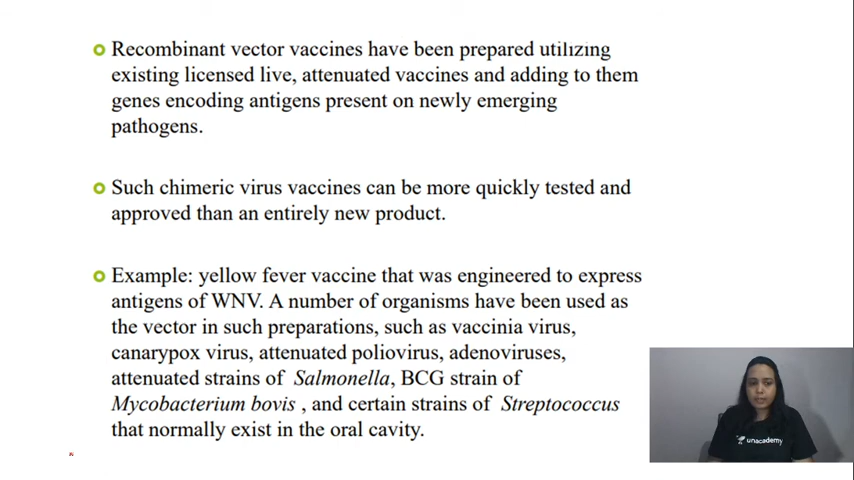 Recombinant vector vaccines have been prepared utilizing
existing licensed live, attenuated vaccines and adding to them
genes encoding antigens present on newly emerging
pathogens.
Such chimeric virus vaccines can be more quickly tested and
approved than an entirely new product.
Example: yellow fever vaccine that was engineered to express
antigens of WNV. A number of organisms have been used as
the vector in such preparations, such as vaccinia virus,
canarypox virus, attenuated poliovirus, adenoviruses,
attenuated strains of Salmonella, BCG strain of
Mycobacterium bovis , and certain strains of Streptococcus
that normally exist in the oral cavity.
unacademy